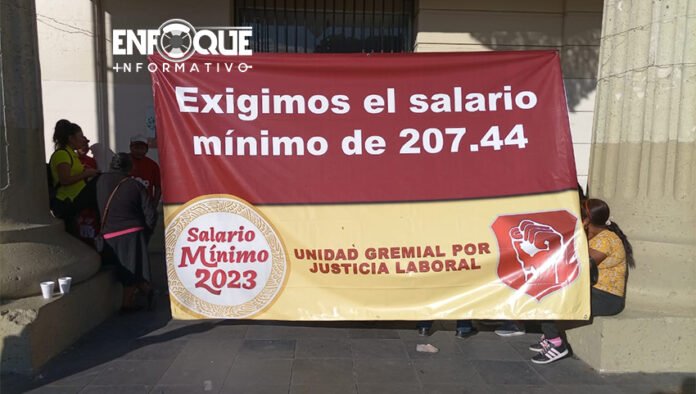 ENFOQUE
INFORMATIVO
Exigimos el salario
mínimo de 207.44
Salario
Mínimo
2023
UNIDAD GREMIAL POR
JUSTICIA LABORAL